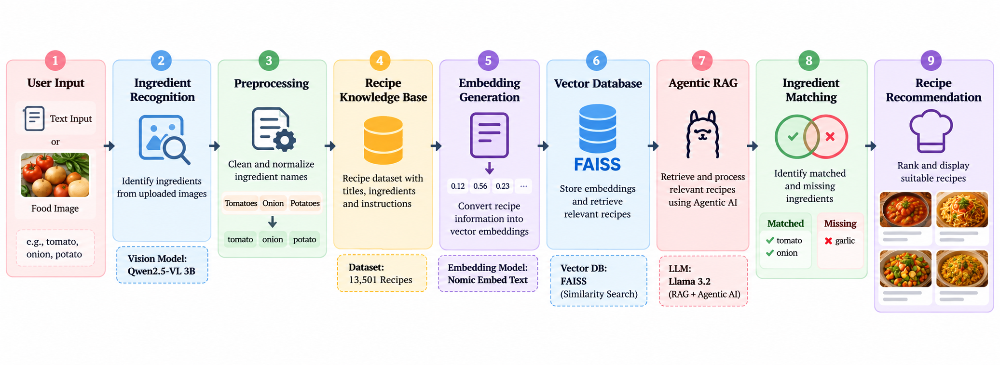 1
User Input
Text Input
or
Food Image
e.g., tomato,
onion, potato
2
Ingredient
Recognition
Identify ingredients
from uploaded images
Vision Model:
Qwen2.5-VL 3B
3
Preprocessing
Clean and normalize
ingredient names
Tomatoes Onion Potatoes
tomato onion potato
4
Recipe
Knowledge Base
Recipe dataset with
titles, ingredients
and instructions
Dataset:
13,501 Recipes
5
Embedding
Generation
0.12 0.56 0.23 ...
Convert recipe
information into
vector embeddings
Embedding Model:
Nomic Embed Text
6
Vector Database
FAISS
Store embeddings
and retrieve
relevant recipes
Vector DB:
FAISS
(Similarity Search)
7
Agentic RAG
Retrieve and process
relevant recipes
using Agentic AI
LLM:
Llama 3.2
(RAG + Agentic AI)
8
Ingredient
Matching
Identify matched
and missing
ingredients
Matched
tomato
onion
Missing
garlic
9
Recipe
Recommendation
Rank and display
suitable recipes